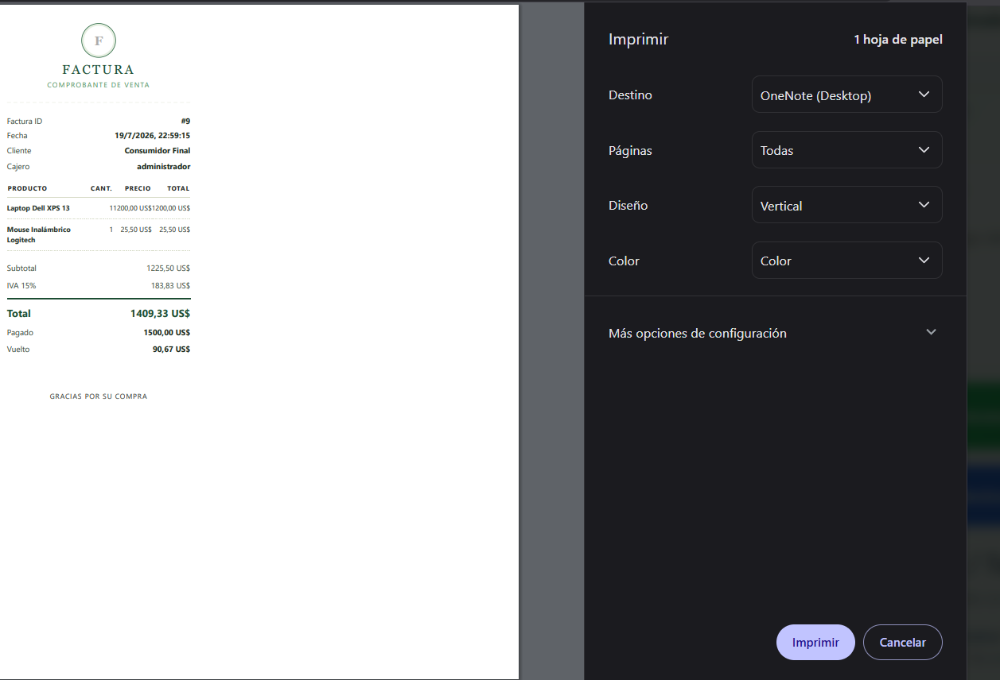 F
FACTURA
COMPROBANTE DE VENTA
Factura ID #9
Fecha 19/7/2026, 22:59:15
Cliente Consumidor Final
Cajero administrador
PRODUCTO CANT. PRECIO TOTAL
Laptop Dell XPS 13 11200,00 US$1200,00 US$
Mouse Inalámbrico 1 25,50 US$ 25,50 US$
Logitech
Subtotal 1225,50 US$
IVA 15% 183,83 US$
Total 1409,33 US$
Pagado 1500,00 US$
Vuelto 90,67 US$
GRACIAS POR SU COMPRA
Imprimir 1 hoja de papel
Destino OneNote (Desktop)
Páginas Todas
Diseño Vertical
Color Color
Más opciones de configuración
Imprimir Cancelar